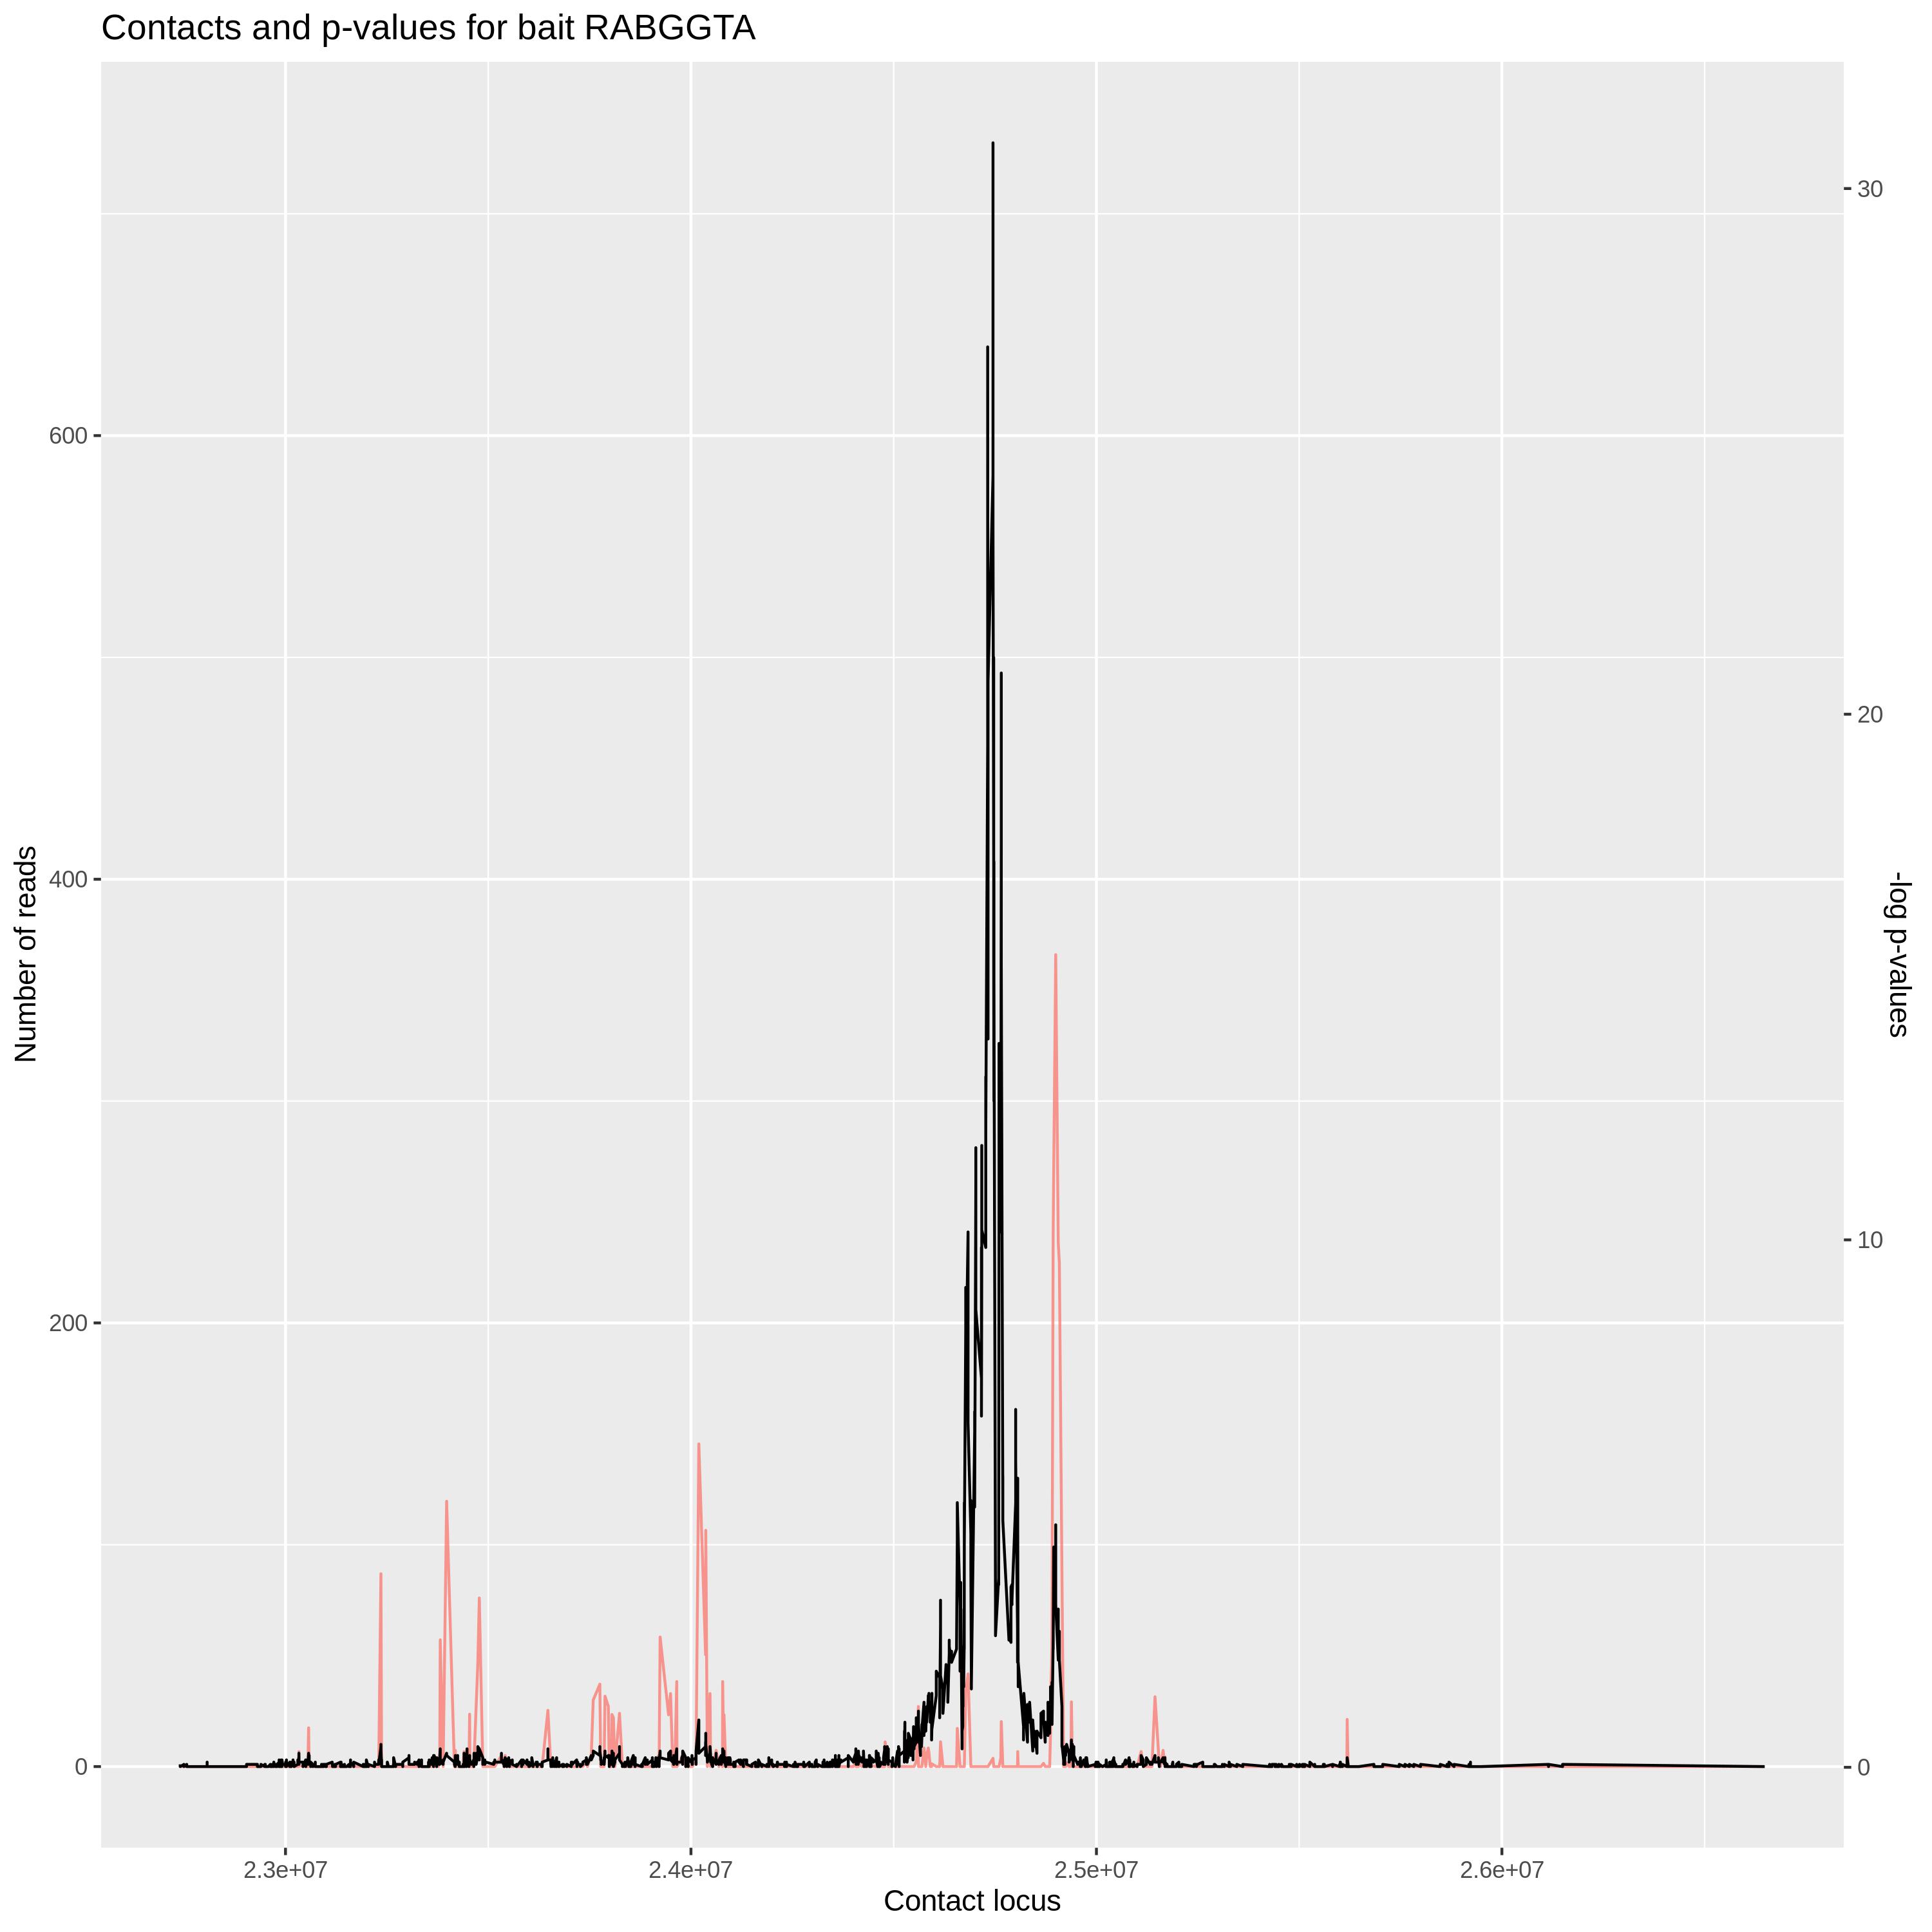 Contacts and p-values for bait RABGGTA
Number of reads
600
400
200
0
30
20
10
0
-log p-values
2.3e+07
2.4e+07
2.5e+07
2.6e+07
Contact locus